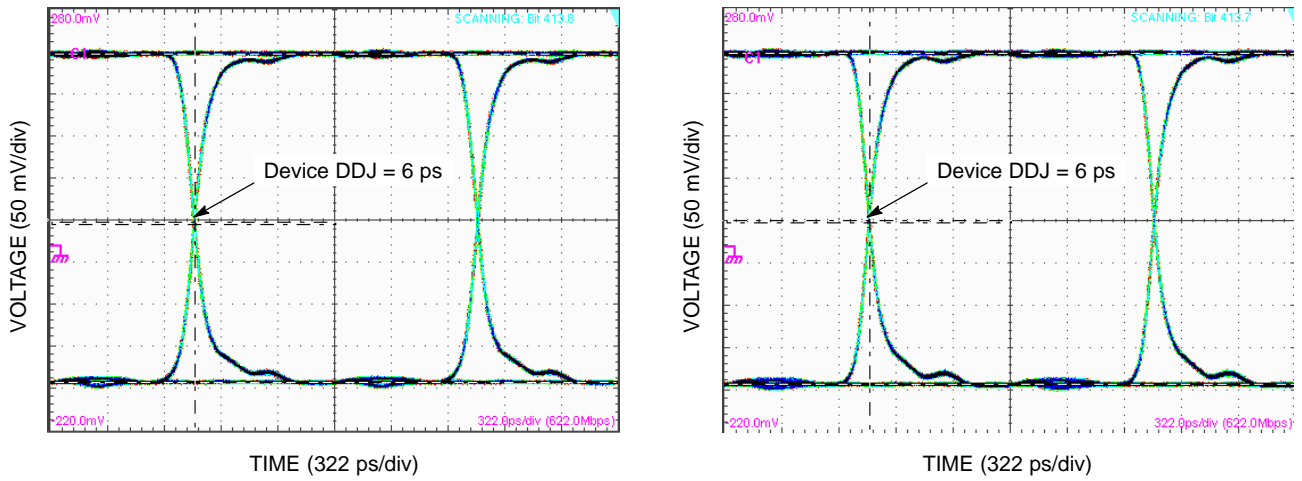 280.0mV
SCANNING: Bit 413.8
C1
VOLTAGE (50 mV/div)
Device DDJ = 6 ps
-220.0mV
322.0ps/div (622.0Mbps)
TIME (322 ps/div)
280.0mV
SCANNING: Bit 413.7
C1
VOLTAGE (50 mV/div)
Device DDJ = 6 ps
-220.0mV
322.0ps/div (622.0Mbps)
TIME (322 ps/div)